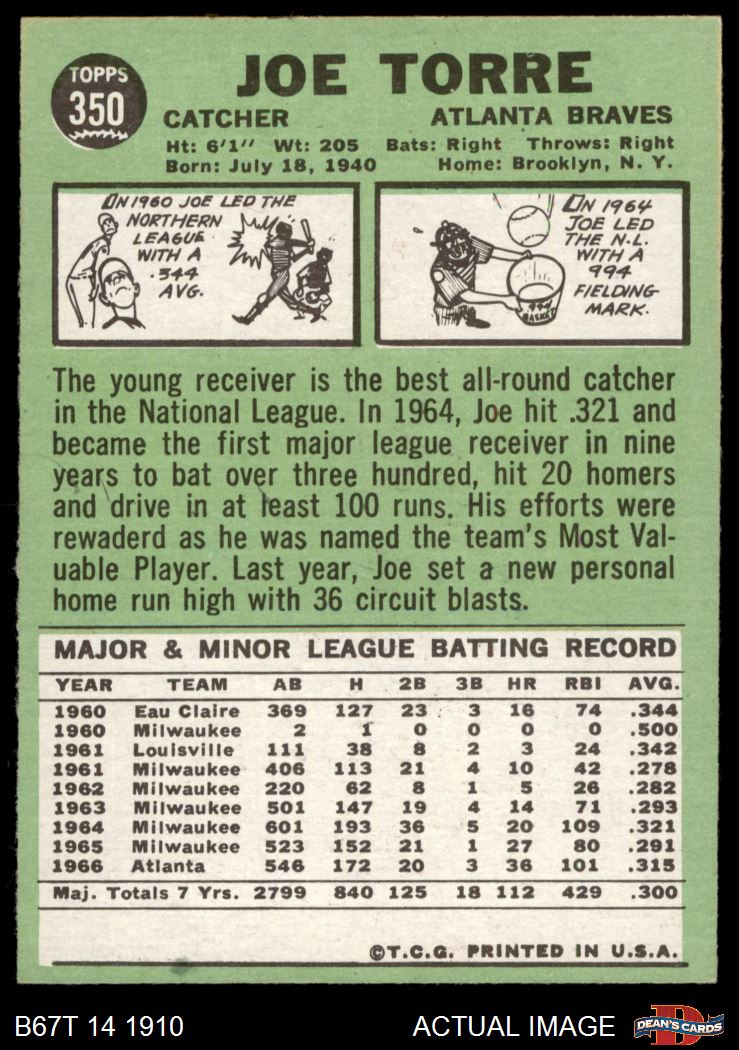 TOPPS
350
JOE TORRE
CATCHER ATLANTA BRAVES
Ht: 6'1" Wt: 205 Bats: Right Throws: Right
Born: July 18, 1940 Home: Brooklyn, N. Y.
IN 1960 JOE LED THE
NORTHERN
LEAGUE
WITH A
.344
AVG.
IN 1964
JOE LED
THE N.L.
WITH A
994
FIELDING
MARK.
.994
BASKET
The young receiver is the best all-round catcher
in the National League. In 1964, Joe hit .321 and
became the first major league receiver in nine
years to bat over three hundred, hit 20 homers
and drive in at least 100 runs. His efforts were
rewaderd as he was named the team's Most Val-
uable Player. Last year, Joe set a new personal
home run high with 36 circuit blasts.
MAJOR & MINOR LEAGUE BATTING RECORD
YEAR TEAM AB H 2B 3B HR RBI AVG.
1960 Eau Claire 369 127 23 3 16 74 .344
1960 Milwaukee 2 1 0 0 0 0 .500
1961 Louisville 111 38 8 2 3 24 .342
1961 Milwaukee 406 113 21 4 10 42 .278
1962 Milwaukee 220 62 8 1 5 26 .282
1963 Milwaukee 501 147 19 4 14 71 .293
1964 Milwaukee 601 193 36 5 20 109 .321
1965 Milwaukee 523 152 21 1 27 80 .291
1966 Atlanta 546 172 20 3 36 101 .315
Maj. Totals 7 Yrs. 2799 840 125 18 112 429 .300
©T.C.G. PRINTED IN U.S.A.
B67T 14 1910 ACTUAL IMAGE
D
DEAN'S CARDS